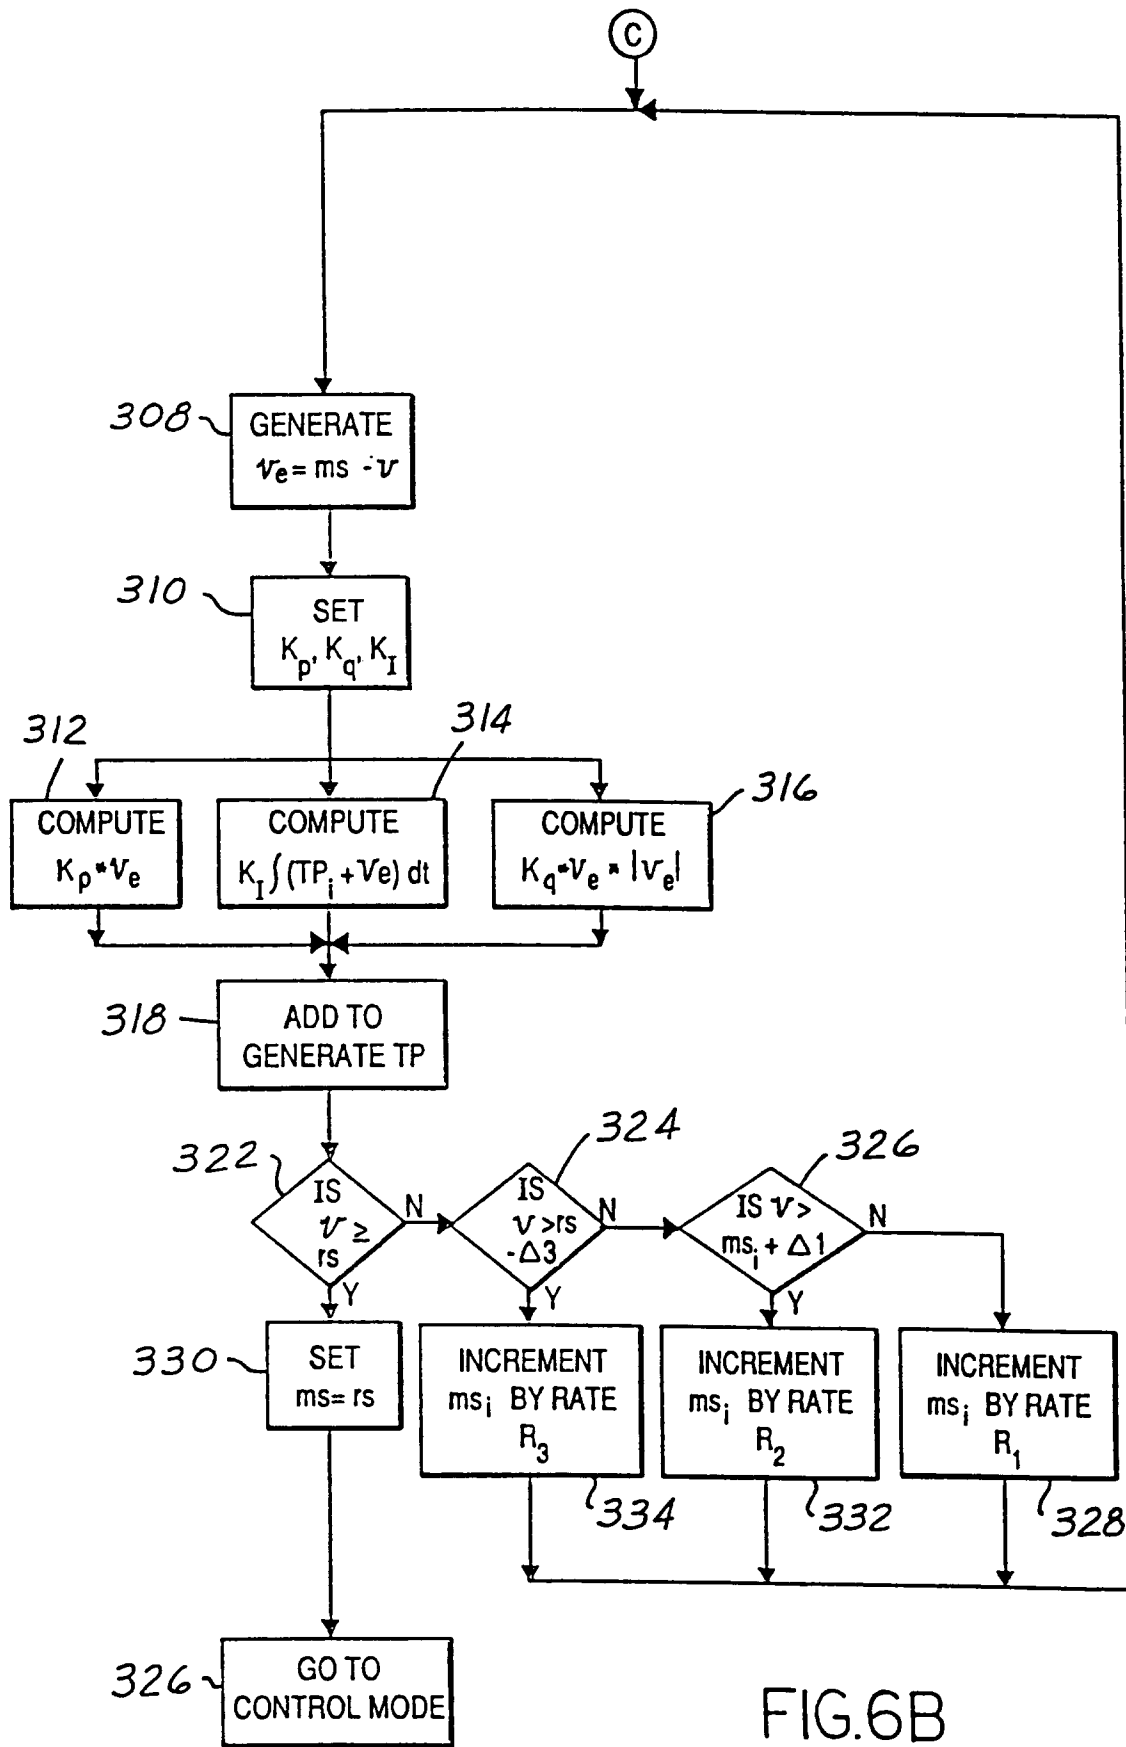 C
308
GENERATE
ve = ms - v
310
SET
Kp, Kq, KI
312
314
316
COMPUTE
Kp * ve
COMPUTE
KI ∫(TPi + ve) dt
COMPUTE
Kq * ve * |ve|
318
ADD TO
GENERATE TP
322
324
326
IS
v ≥
rs
N
Y
IS
v > rs
- Δ3
N
Y
IS v >
msi + Δ1
N
Y
330
SET
ms = rs
INCREMENT
msi BY RATE
R3
334
INCREMENT
msi BY RATE
R2
332
INCREMENT
msi BY RATE
R1
328
326
GO TO
CONTROL MODE
FIG.6B